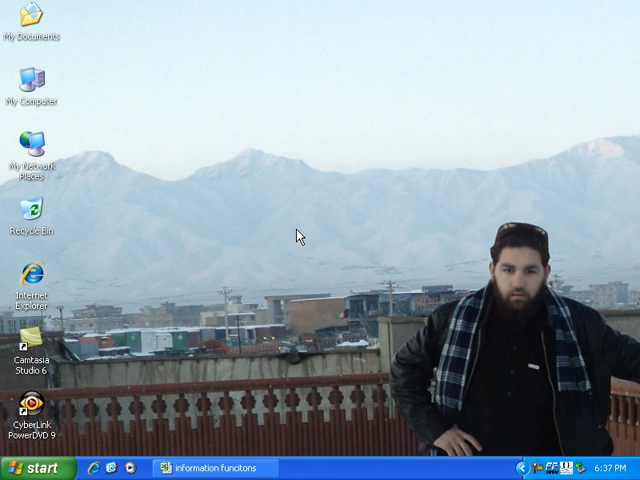 My Documents
My Computer
My Network
Places
Recycle Bin
Internet
Explorer
Camtasia
Studio 6
CyberLink
PowerDVD 9
start
information funcitons
6:37 PM